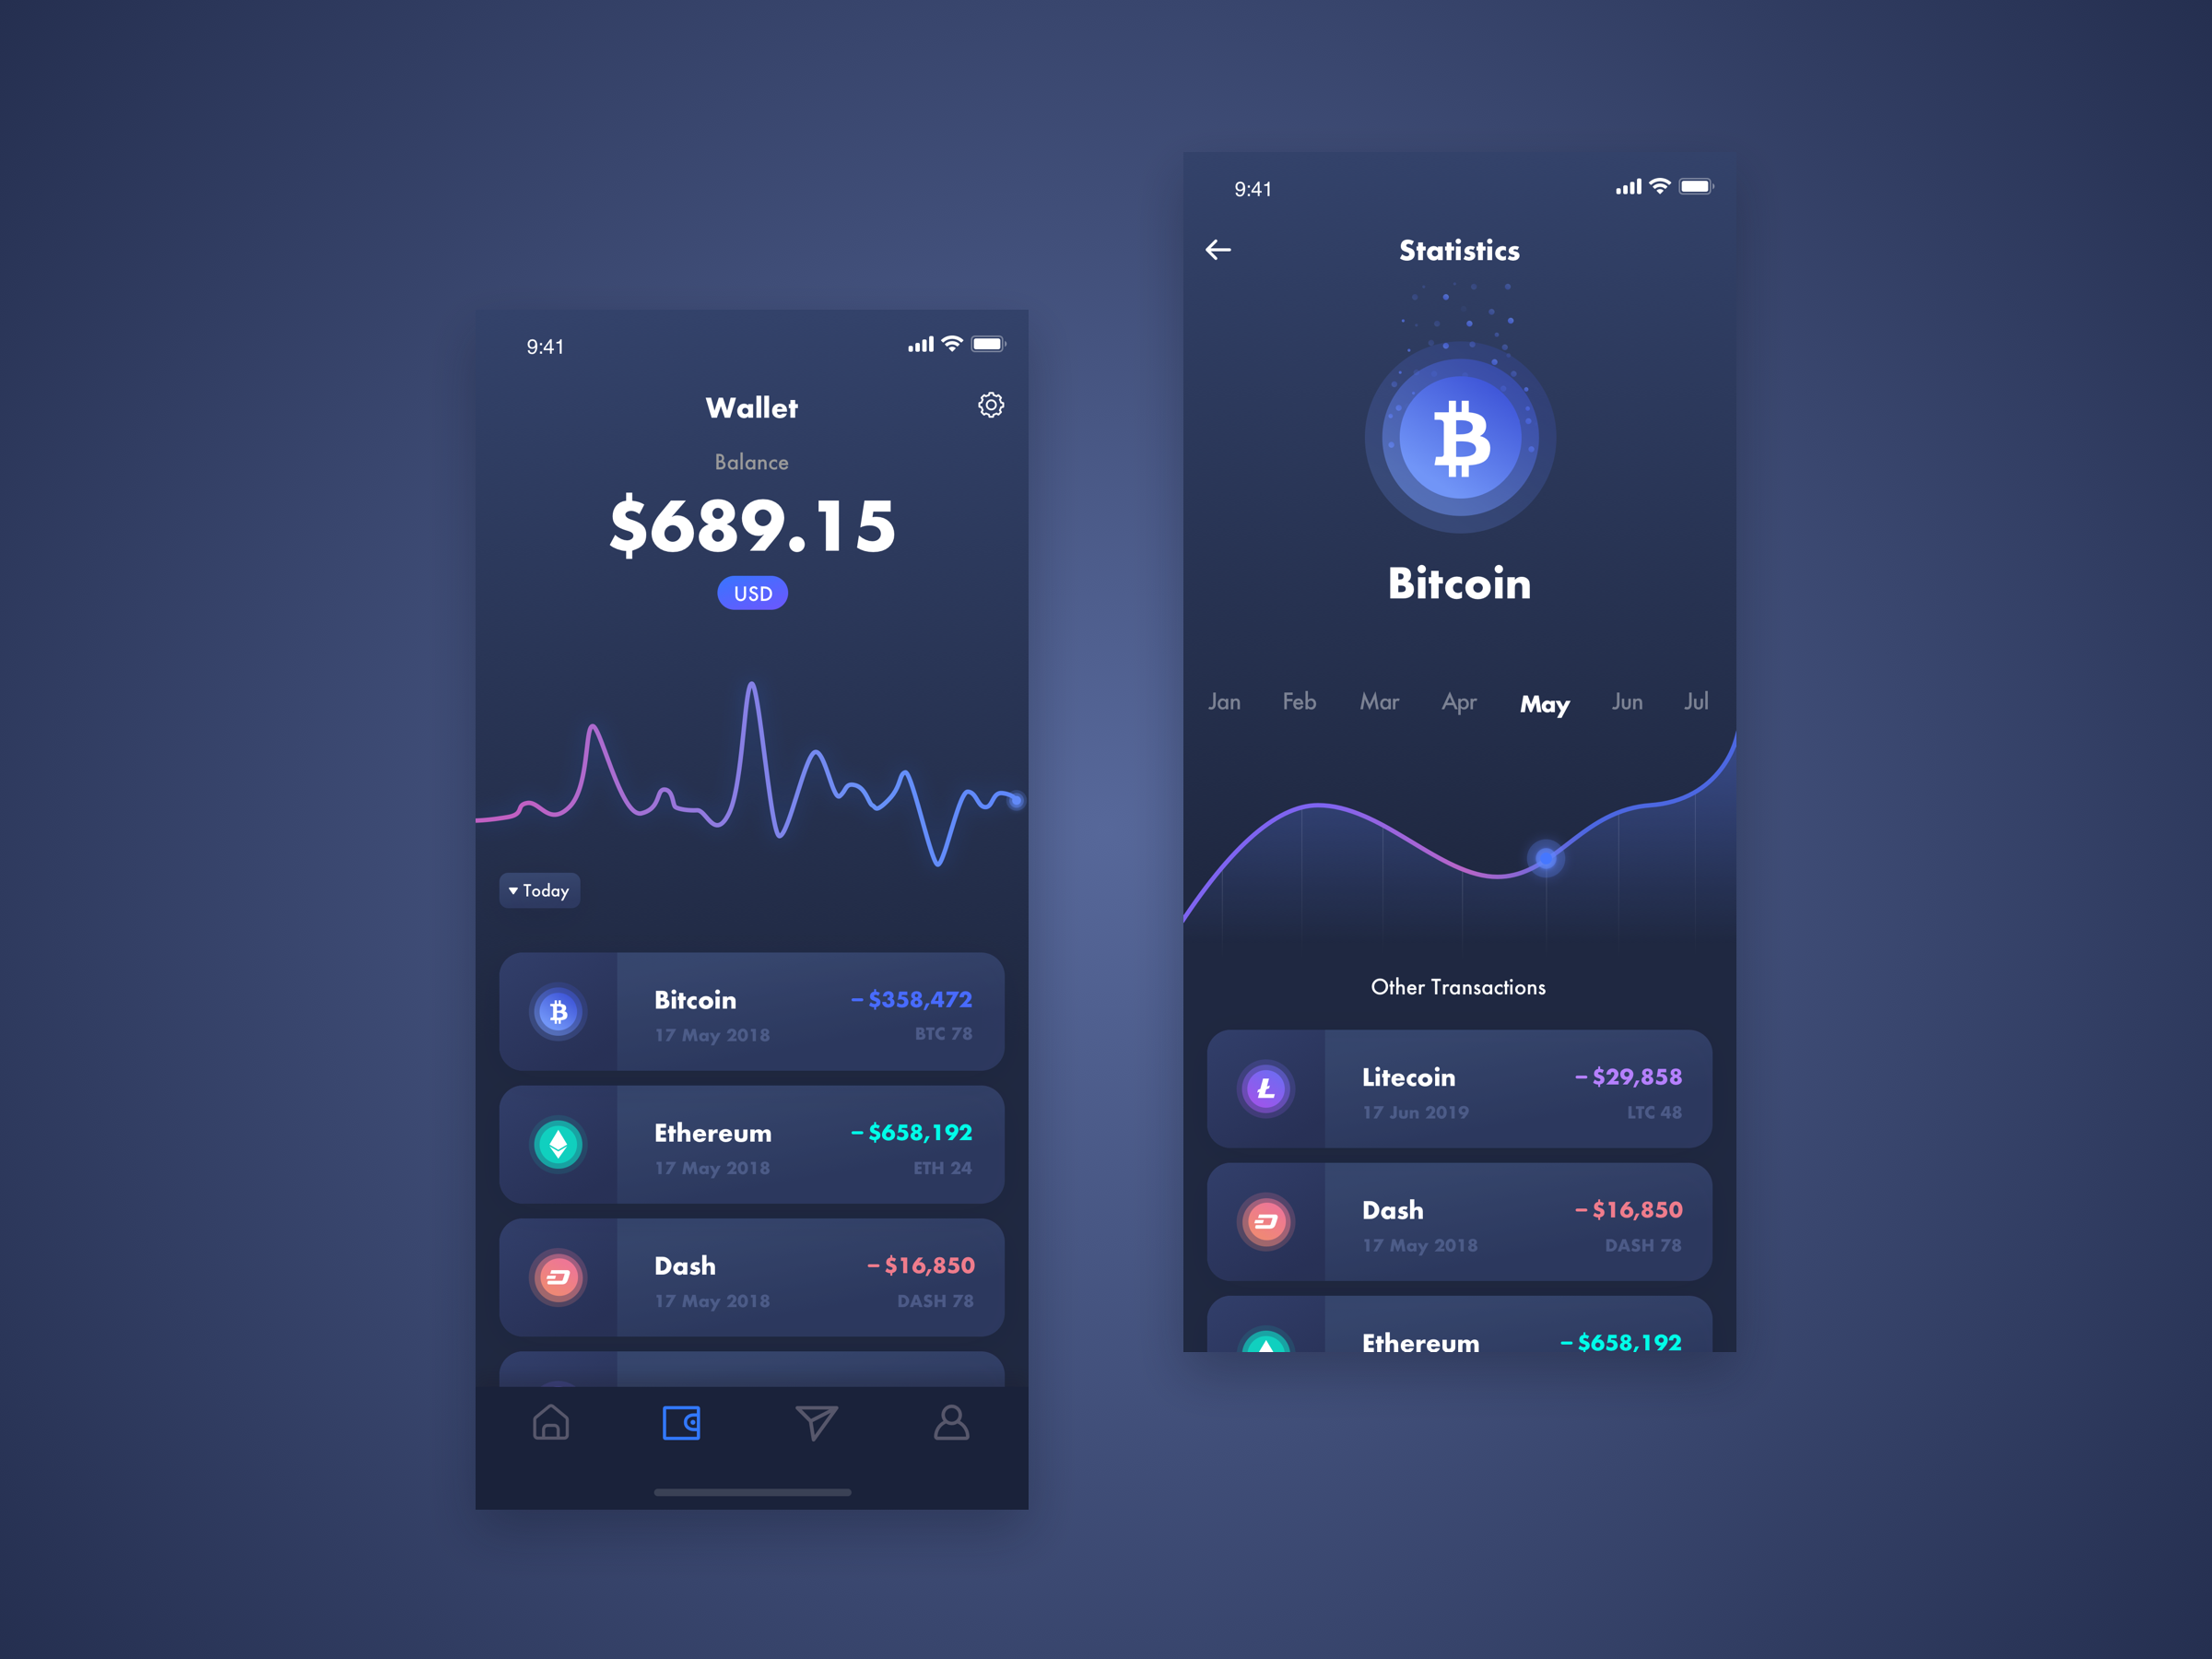 9:41
Wallet
Balance
$689.15
USD
Today
Bitcoin
– $358,472
17 May 2018
BTC 78
Ethereum
– $658,192
17 May 2018
ETH 24
Dash
– $16,850
17 May 2018
DASH 78
9:41
Statistics
Bitcoin
Jan Feb Mar Apr May Jun Jul
Other Transactions
Litecoin
– $29,858
17 Jun 2019
LTC 48
Dash
– $16,850
17 May 2018
DASH 78
Ethereum
– $658,192